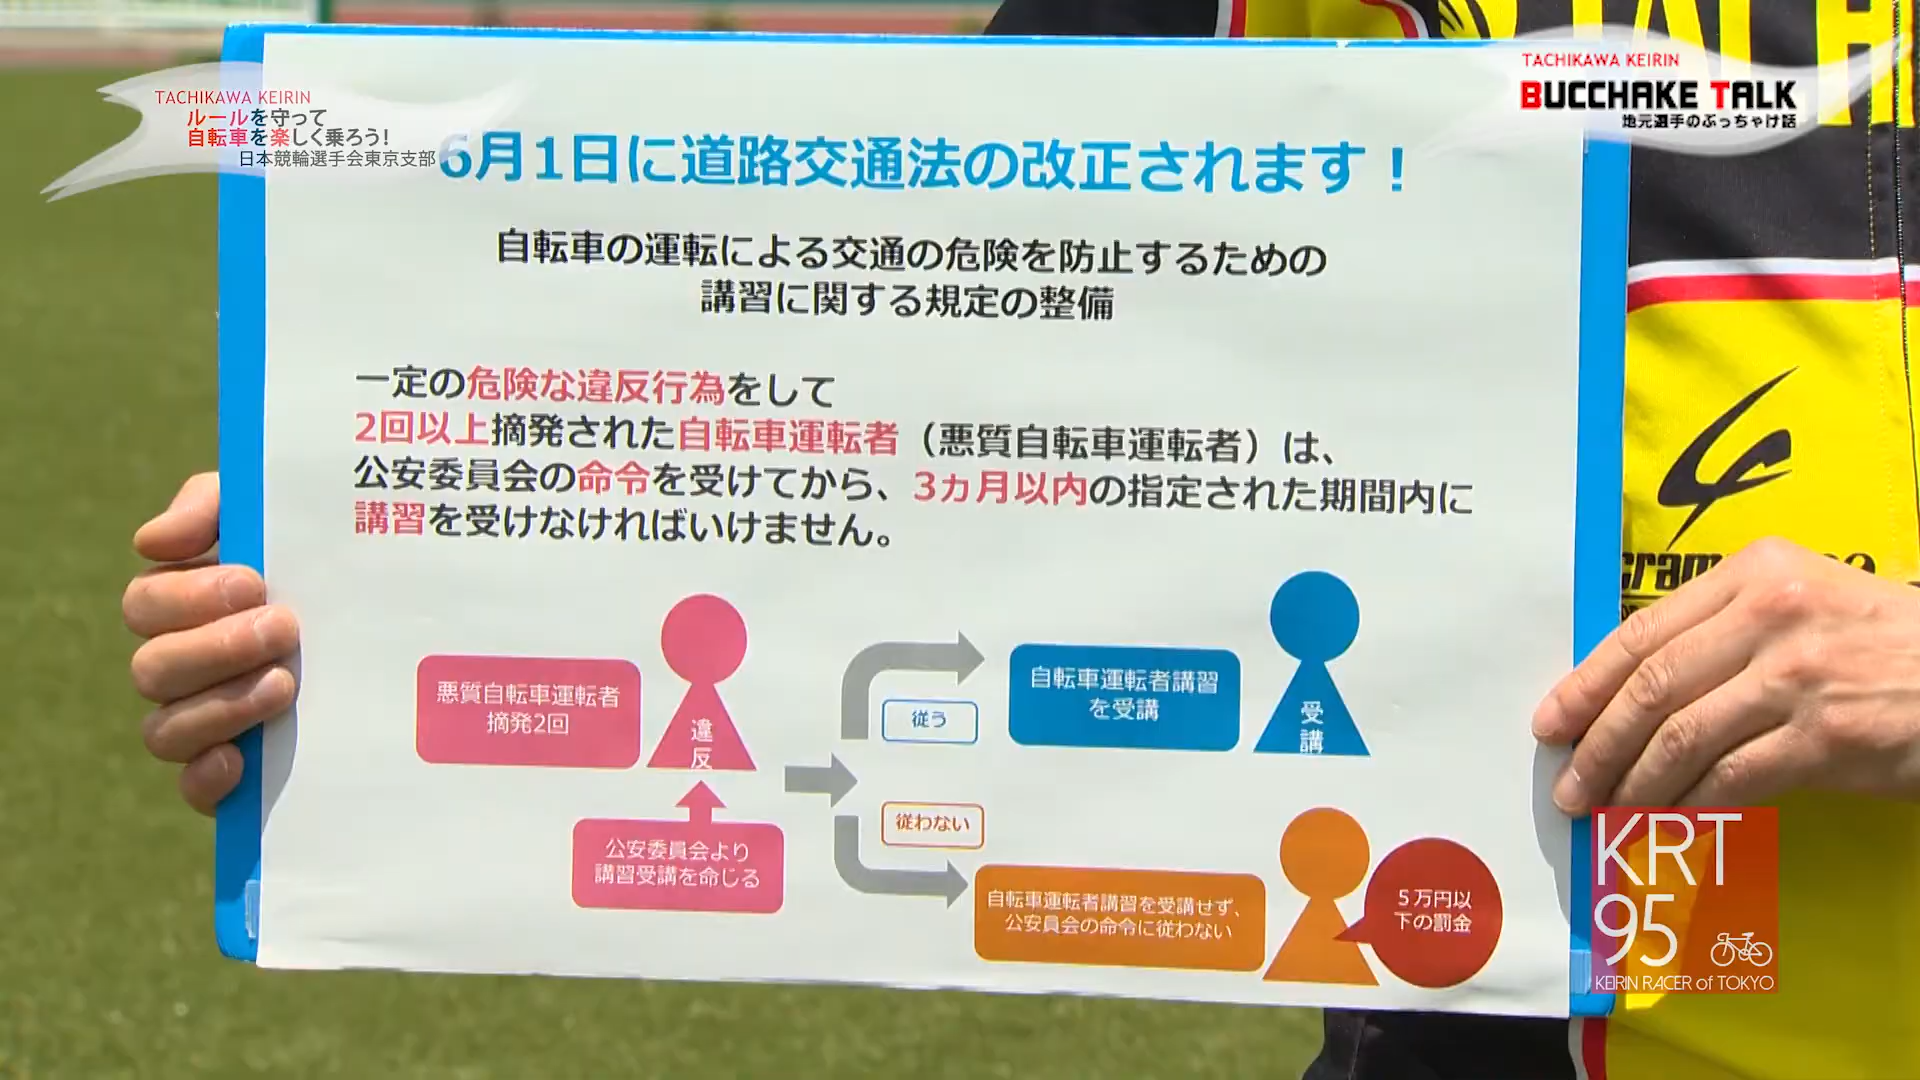 TACHIKAWA KEIRIN
ルールを守って
自転車を楽しく乗ろう!
日本競輪選手会東京支部
TACHIKAWA KEIRIN
BUCCHAKE TALK
地元選手のぶっちゃけ話
6月1日に道路交通法の改正されます！
自転車の運転による交通の危険を防止するための
講習に関する規定の整備
一定の危険な違反行為をして
2回以上摘発された自転車運転者（悪質自転車運転者）は、
公安委員会の命令を受けてから、3ヵ月以内の指定された期間内に
講習を受けなければいけません。
悪質自転車運転者
摘発2回
違
反
公安委員会より
講習受講を命じる
従う
自転車運転者講習
を受講
受
講
従わない
自転車運転者講習を受講せず、
公安員会の命令に従わない
５万円以
下の罰金
KRT
95
KEIRIN RACER of TOKYO